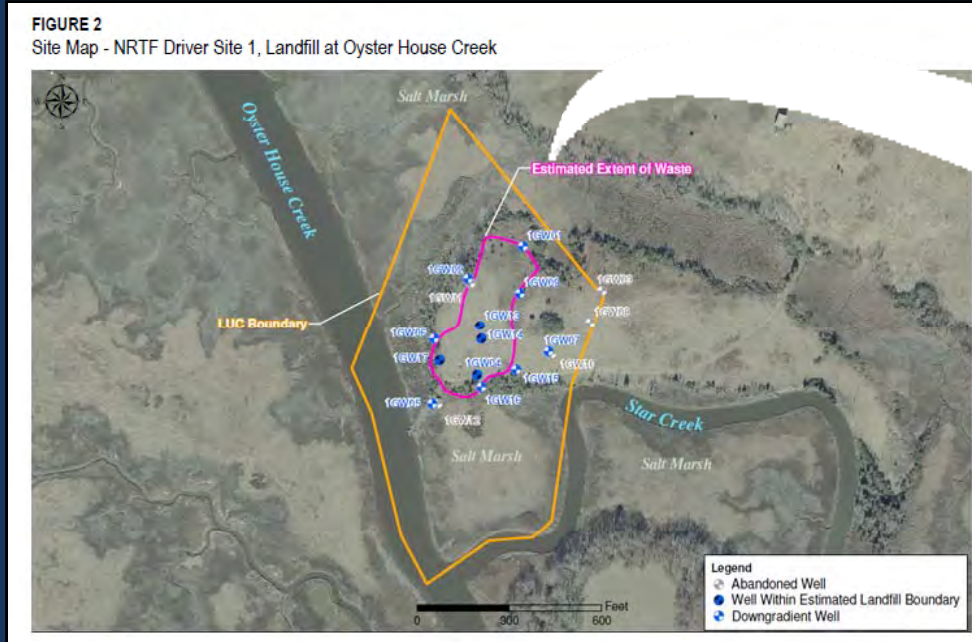 FIGURE 2
Site Map - NRTF Driver Site 1, Landfill at Oyster House Creek
Salt Marsh
Oyster House Creek
Estimated Extent of Waste
1GW01
1GW02
1GW11
1GW03
1GW09
1GW13
1GW08
LUC Boundary
1GW14
1GW06
1GW07
1GW17
1GW10
1GW04
1GW15
1GW05
1GW16
1GW12
Star Creek
Salt Marsh
Salt Marsh
0 300 600 Feet
Legend
Abandoned Well
Well Within Estimated Landfill Boundary
Downgradient Well